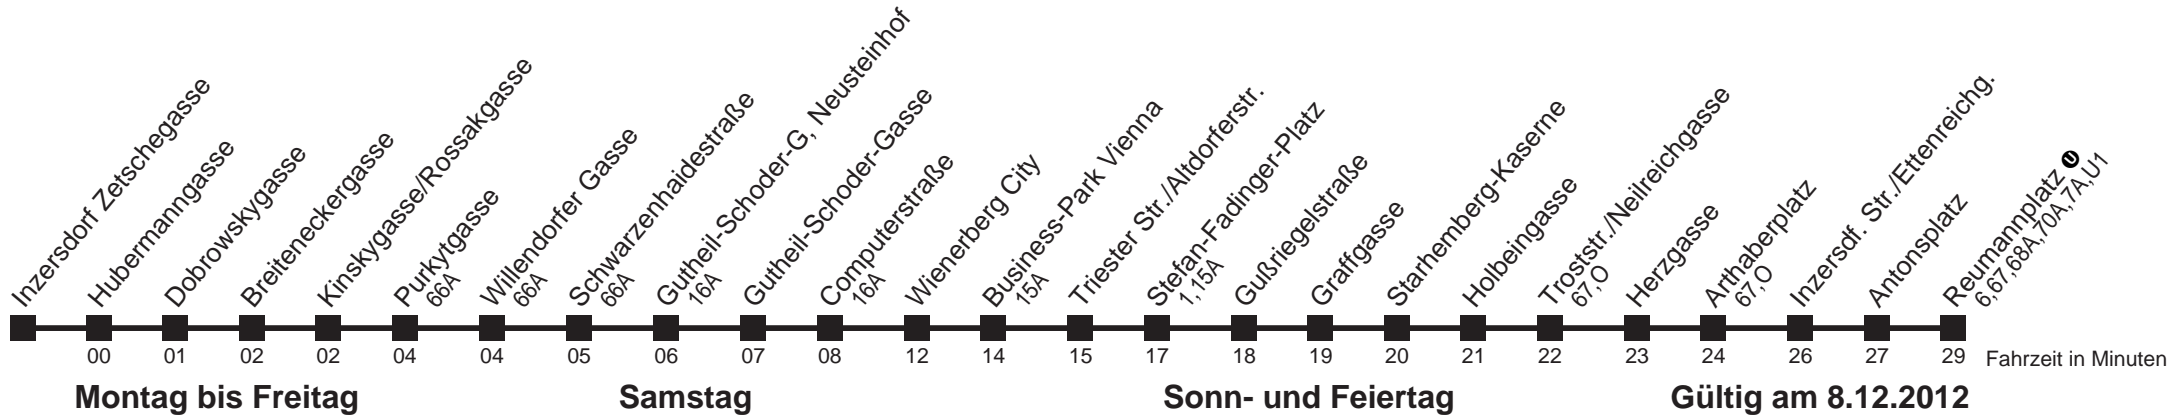 Inzersdorf Zetschegasse
Hubermanngasse
Dobrowskygasse
Breiteneckergasse
Kinskygasse/Rossakgasse
Purkytgasse
66A
Willendorfer Gasse
66A
Schwarzenhaidestraße
66A
Gutheil-Schoder-G, Neusteinhof
16A
Gutheil-Schoder-Gasse
Computerstraße
16A
Wienerberg City
Business-Park Vienna
15A
Triester Str./Altdorferstr.
Stefan-Fadinger-Platz
1,15A
Gußriegelstraße
Graffgasse
Starhemberg-Kaserne
Holbeingasse
Troststr./Neilreichgasse
67,O
Herzgasse
Arthaberplatz
67,O
Inzersdf. Str./Ettenreichg.
Antonsplatz
Reumannplatz U
6,67,68A,70A,7A,U1
00 01 02 02 04 04 05 06 07 08 12 14 15 17 18 19 20 21 22 23 24 26 27 29 Fahrzeit in Minuten
Montag bis Freitag Samstag Sonn- und Feiertag Gültig am 8.12.2012